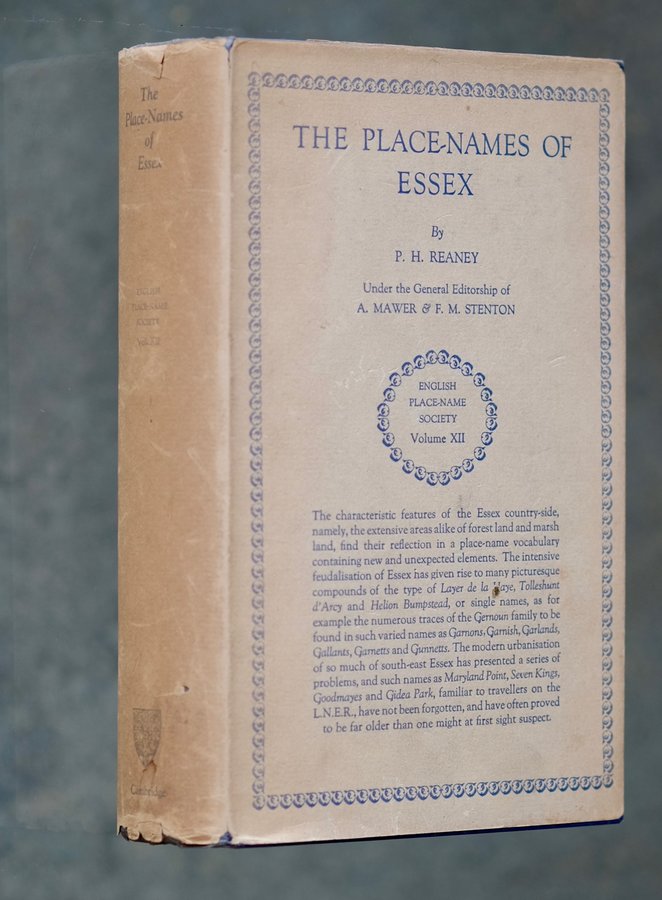 The
Place-Names
of
Essex
ENGLISH
PLACE-NAME
SOCIETY
Vol. XII
Cambridge
THE PLACE-NAMES OF
ESSEX
By
P. H. REANEY
Under the General Editorship of
A. MAWER & F. M. STENTON
ENGLISH
PLACE-NAME
SOCIETY
Volume XII
The characteristic features of the Essex country-side,
namely, the extensive areas alike of forest land and marsh
land, find their reflection in a place-name vocabulary
containing new and unexpected elements. The intensive
feudalisation of Essex has given rise to many picturesque
compounds of the type of Layer de la Haye, Tolleshunt
d'Arcy and Helion Bumpstead, or single names, as for
example the numerous traces of the Gernoun family to be
found in such varied names as Garnons, Garnish, Garlands,
Gallants, Garnetts and Gunnetts. The modern urbanisation
of so much of south-east Essex has presented a series of
problems, and such names as Maryland Point, Seven Kings,
Goodmayes and Gidea Park, familiar to travellers on the
L.N.E.R., have not been forgotten, and have often proved
to be far older than one might at first sight suspect.